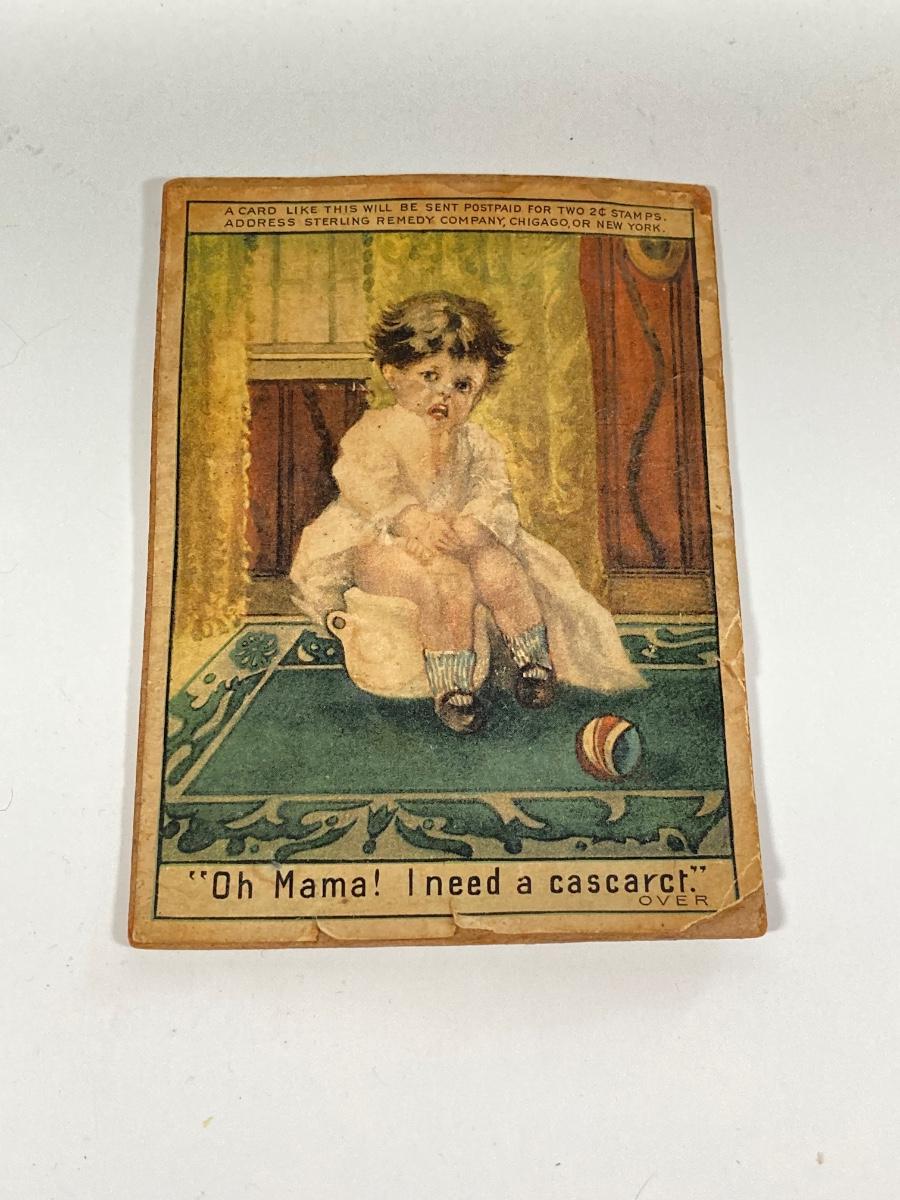 A CARD LIKE THIS WILL BE SENT POSTPAID FOR TWO 2¢ STAMPS.
ADDRESS STERLING REMEDY COMPANY, CHIGAGO, OR NEW YORK.
"Oh Mama! I need a cascarct."
OVER